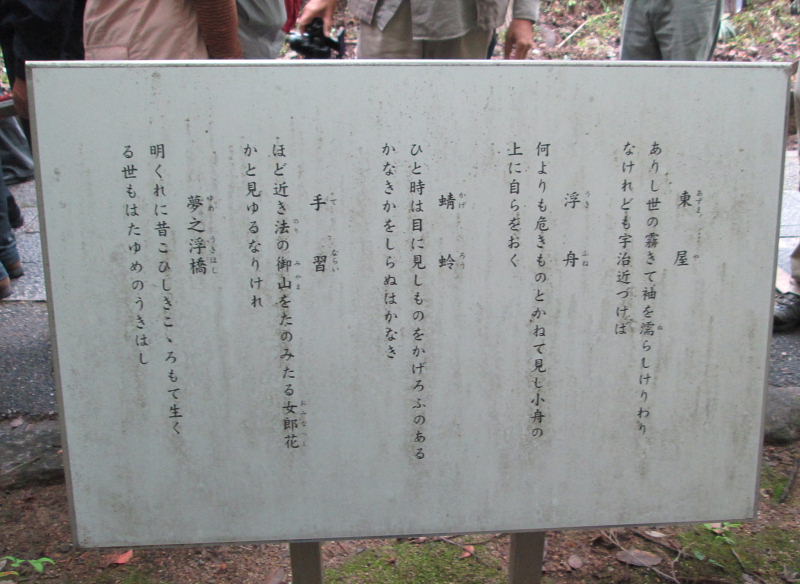 東屋
ありし世の霧きて袖を濡らしけりわり
なけれども宇治近づけば
浮舟
何よりも危きものとかねて見し小舟の
上に自らをおく
蜻蛉
ひと時は目に見しものをかげろふのある
かなきかをしらぬはかなき
手習
ほど近き法の御山をたのみたる女郎花
かと見ゆるなりけれ
夢之浮橋
明くれに昔こひしきこゝろもて生く
る世もはたゆめのうきはし